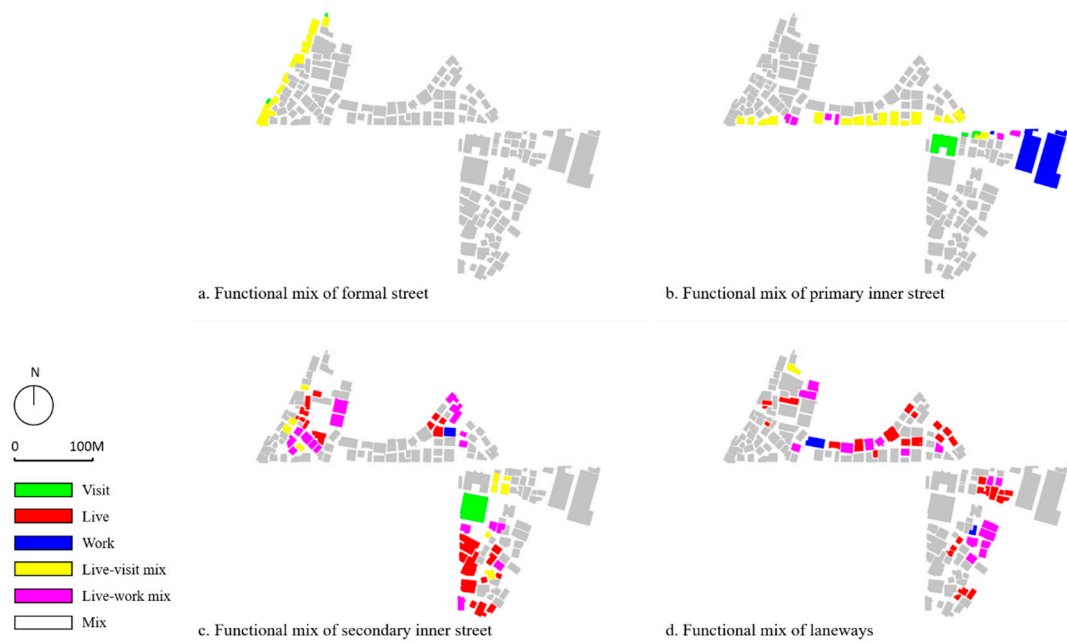 a. Functional mix of formal street
b. Functional mix of primary inner street
N
0 100M
Visit
Live
Work
Live-visit mix
Live-work mix
Mix
c. Functional mix of secondary inner street
d. Functional mix of laneways